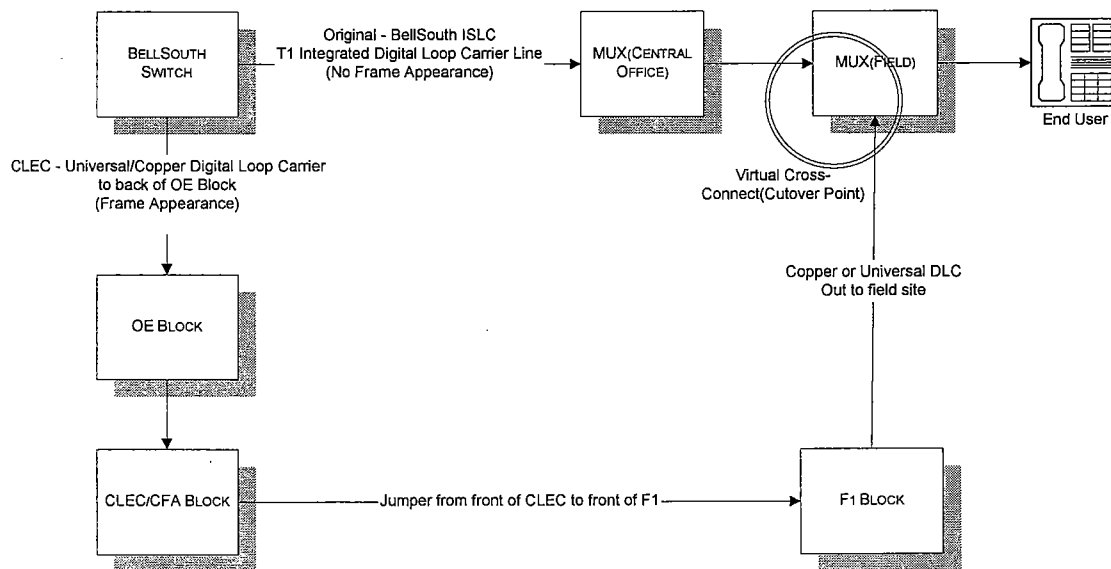 BELLSOUTH
SWITCH
Original - BellSouth ISLC
T1 Integrated Digital Loop Carrier Line
(No Frame Appearance)
MUX(CENTRAL
OFFICE)
MUX(FIELD)
End User
CLEC - Universal/Copper Digital Loop Carrier
to back of OE Block
(Frame Appearance)
Virtual Cross-
Connect(Cutover Point)
OE BLOCK
Copper or Universal DLC
Out to field site
CLEC/CFA BLOCK
Jumper from front of CLEC to front of F1
F1 BLOCK